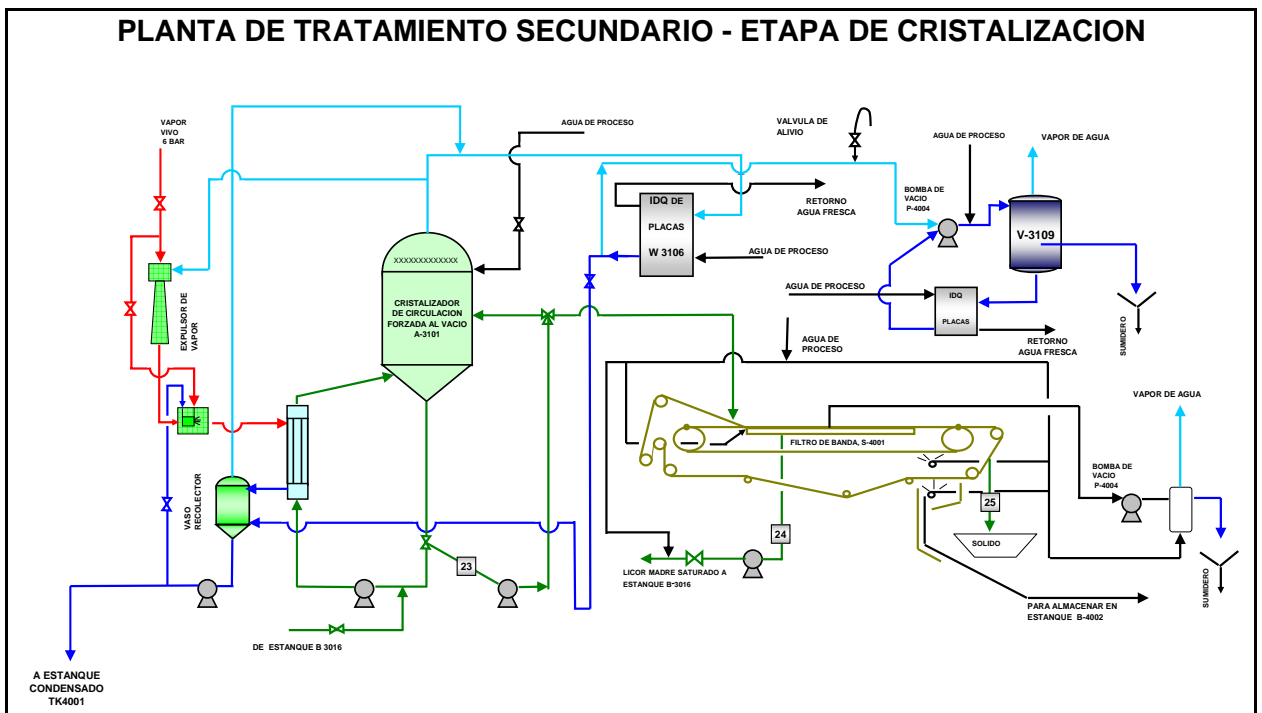 PLANTA DE TRATAMIENTO SECUNDARIO - ETAPA DE CRISTALIZACION
VAPOR
VIVO
6 BAR
AGUA DE PROCESO
VALVULA DE
ALIVIO
AGUA DE PROCESO
VAPOR DE AGUA
BOMBA DE
VACIO
P-4004
RETORNO
AGUA FRESCA
IDQ DE
PLACAS
W 3106
V-3109
AGUA DE PROCESO
XXXXXXXXXXXXX
CRISTALIZADOR
DE CIRCULACION
FORZADA AL VACIO
A-3101
EXPULSOR DE
VAPOR
AGUA DE PROCESO
IDQ
PLACAS
RETORNO
AGUA FRESCA
SUMIDERO
AGUA DE
PROCESO
VAPOR DE AGUA
FILTRO DE BANDA, S-4001
BOMBA DE
VACIO
P-4004
VASO
RECOLECTOR
25
24
SOLIDO
23
LICOR MADRE SATURADO A
ESTANQUE B-3016
SUMIDERO
PARA ALMACENAR EN
ESTANQUE B-4002
DE ESTANQUE B 3016
A ESTANQUE
CONDENSADO
TK4001